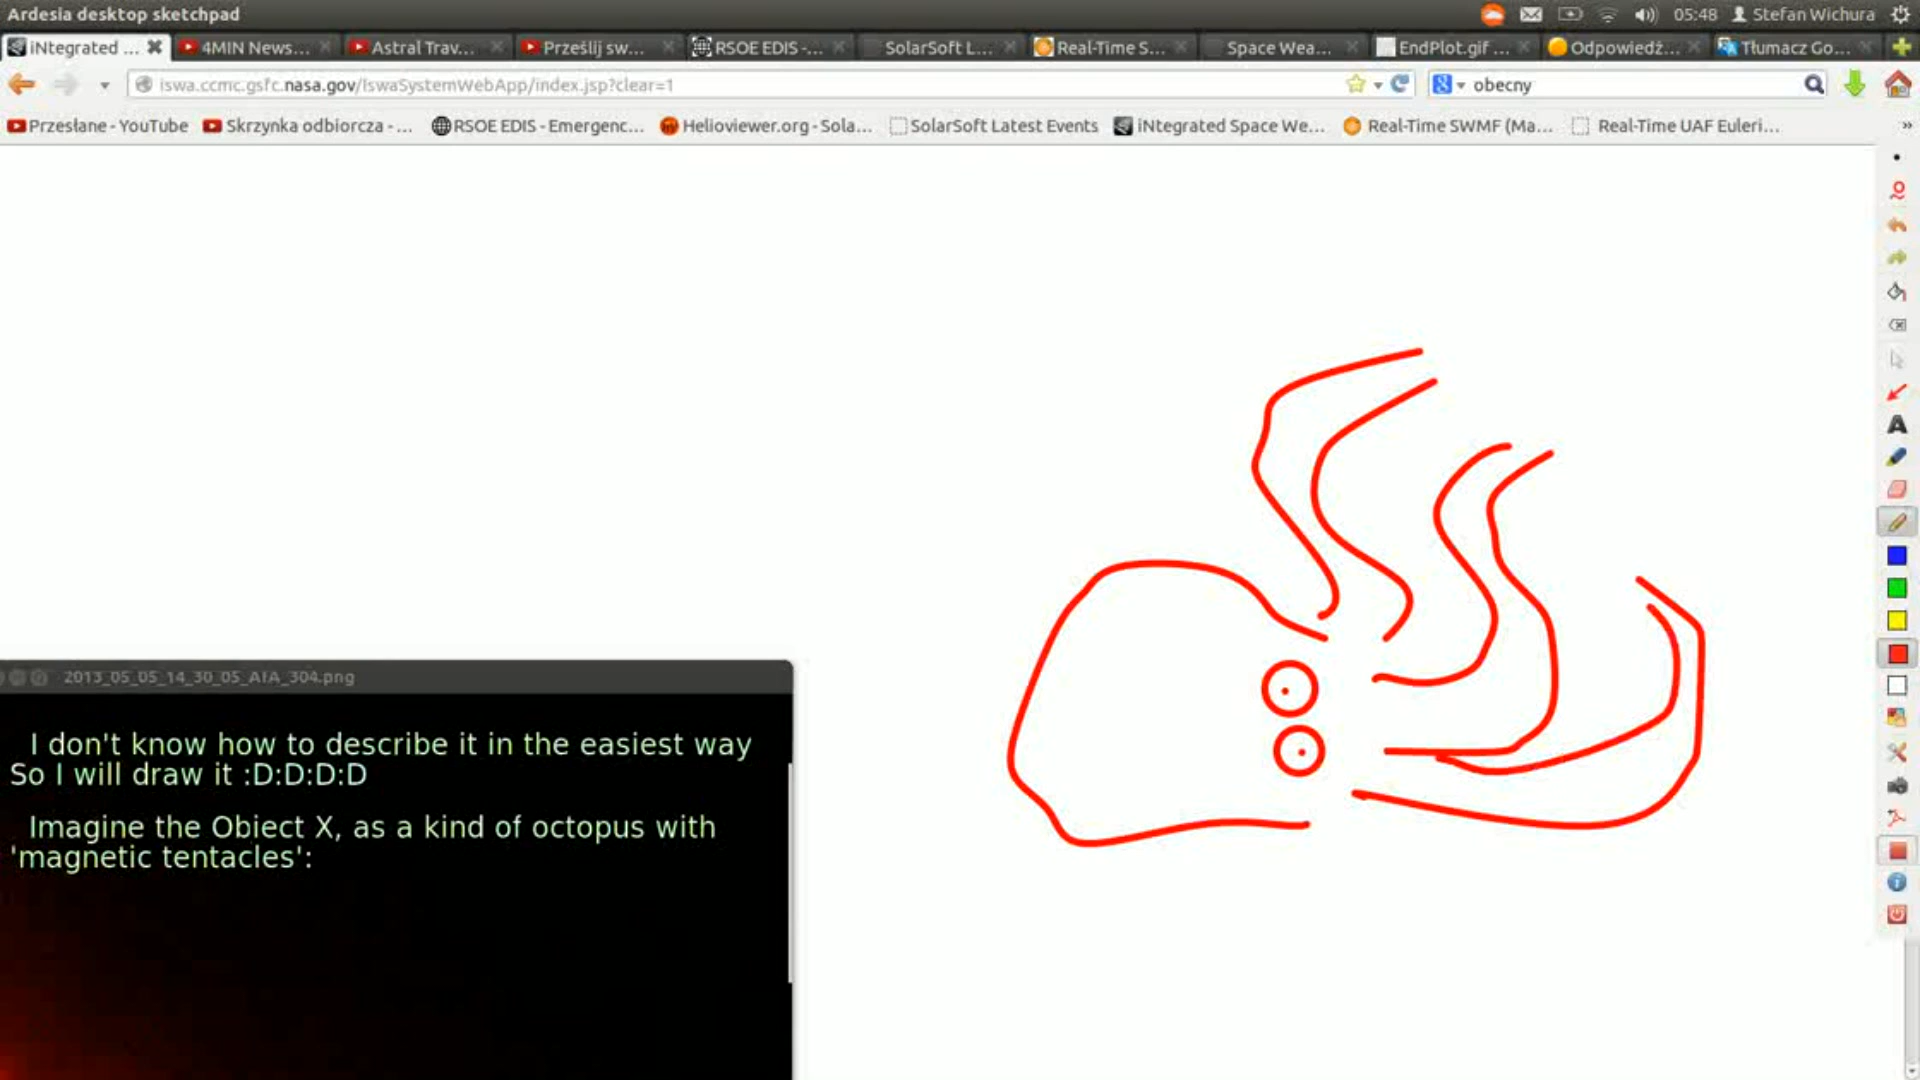 Ardesia desktop sketchpad
05:48
Stefan Wichura
iNtegrated ...
4MIN News...
Astral Trav...
Prześlij sw...
RSOE EDIS -...
SolarSoft L...
Real-Time S...
Space Wea...
EndPlot.gif ...
Odpowiedź...
Tłumacz Go...
iswa.ccmc.gsfc.nasa.gov/IswaSystemWebApp/index.jsp?clear=1
obecny
Przesłane - YouTube
Skrzynka odbiorcza - ...
RSOE EDIS - Emergenc...
Helioviewer.org - Sola...
SolarSoft Latest Events
iNtegrated Space We...
Real-Time SWMF (Ma...
Real-Time UAF Euleri...
2013_05_05_14_30_05_AIA_304.png
I don't know how to describe it in the easiest way
So I will draw it :D:D:D:D
Imagine the Obiect X, as a kind of octopus with
'magnetic tentacles':